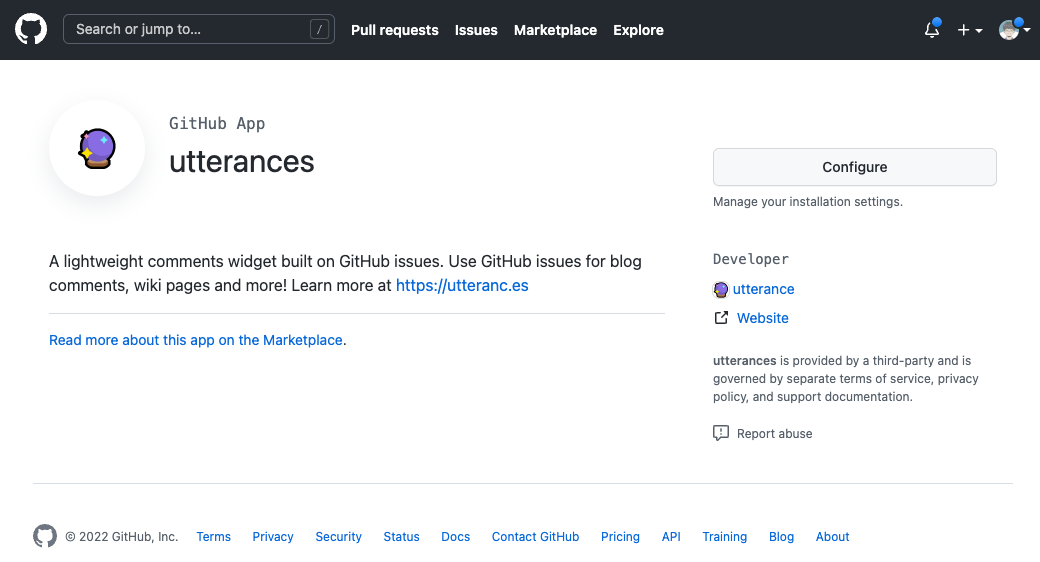 Search or jump to... /
Pull requests Issues Marketplace Explore
GitHub App
utterances
Configure
Manage your installation settings.
A lightweight comments widget built on GitHub issues. Use GitHub issues for blog
comments, wiki pages and more! Learn more at https://utteranc.es
Read more about this app on the Marketplace.
Developer
utterance
Website
utterances is provided by a third-party and is
governed by separate terms of service, privacy
policy, and support documentation.
Report abuse
© 2022 GitHub, Inc. Terms Privacy Security Status Docs Contact GitHub Pricing API Training Blog About